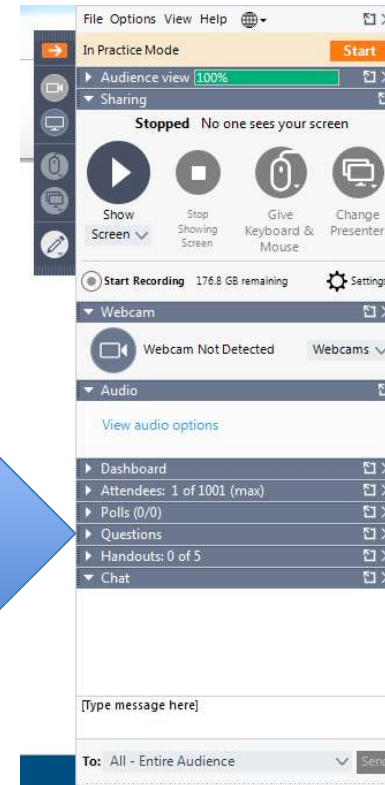 File Options View Help
In Practice Mode Start
Audience view 100%
Sharing
Stopped No one sees your screen
Show Screen
Stop Showing Screen
Give Keyboard & Mouse
Change Presenter
Start Recording 176.8 GB remaining Settings
Webcam
Webcam Not Detected Webcams
Audio
View audio options
Dashboard
Attendees: 1 of 1001 (max)
Polls (0/0)
Questions
Handouts: 0 of 5
Chat
[Type message here]
To: All - Entire Audience Send